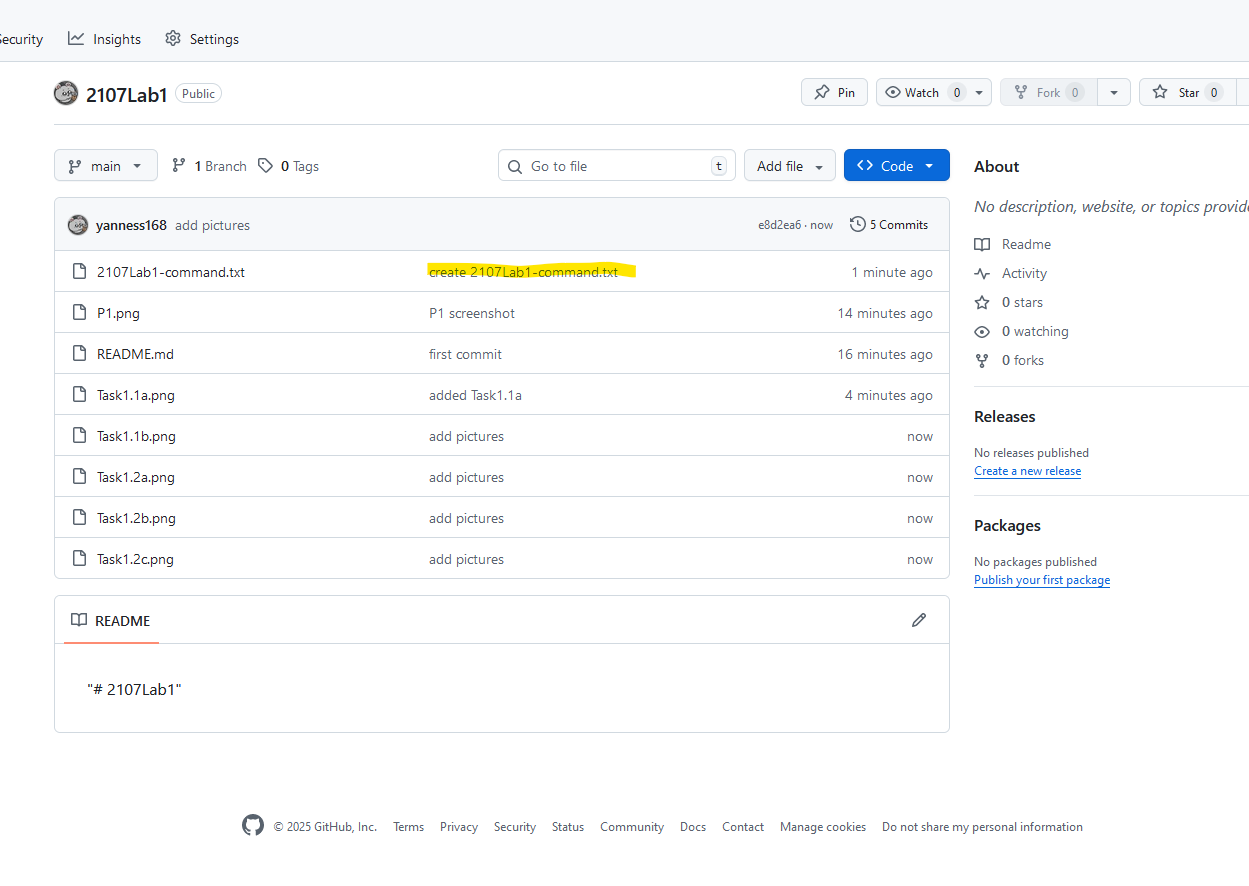 Security Insights Settings
2107Lab1 Public
Pin Watch 0 Fork 0 Star 0
main 1 Branch 0 Tags Go to file t Add file Code
yanness168 add pictures e8d2ea6 · now 5 Commits
2107Lab1-command.txt create 2107Lab1-command.txt 1 minute ago
P1.png P1 screenshot 14 minutes ago
README.md first commit 16 minutes ago
Task1.1a.png added Task1.1a 4 minutes ago
Task1.1b.png add pictures now
Task1.2a.png add pictures now
Task1.2b.png add pictures now
Task1.2c.png add pictures now
README
"# 2107Lab1"
About
No description, website, or topics provide
Readme
Activity
0 stars
0 watching
0 forks
Releases
No releases published
Create a new release
Packages
No packages published
Publish your first package
© 2025 GitHub, Inc. Terms Privacy Security Status Community Docs Contact Manage cookies Do not share my personal information